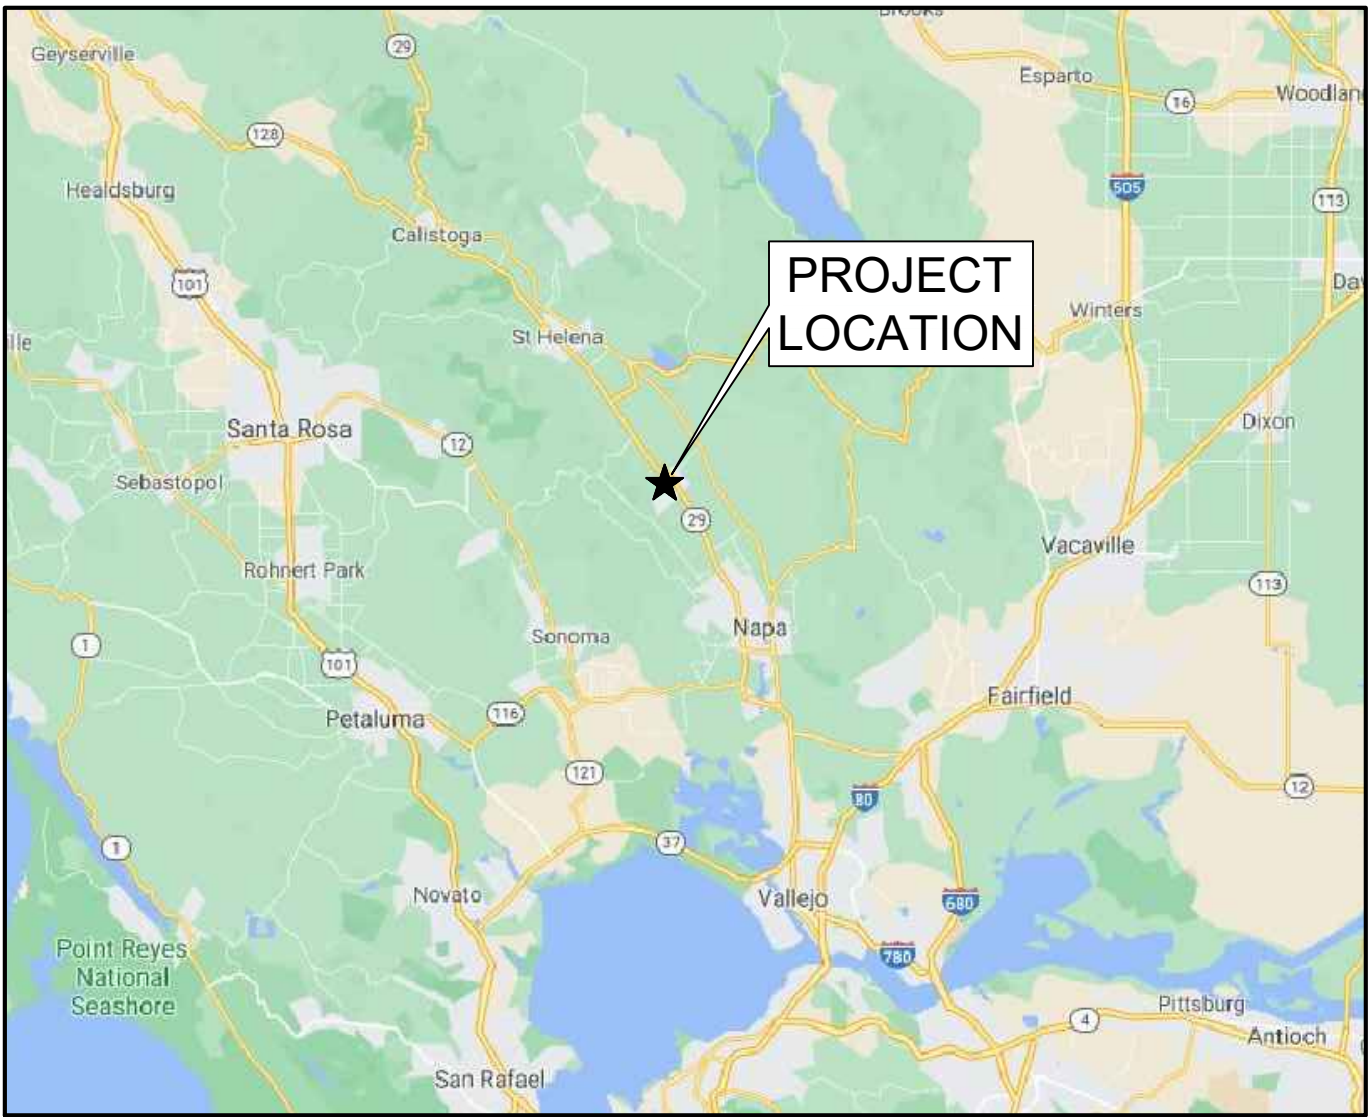 Brooks
29
Geyserville
Esparto
16
Woodlan
128
Healdsburg
505
113
Calistoga
PROJECT
LOCATION
101
Da
Winters
ille
St Helena
Santa Rosa
12
Dixon
Sebastopol
29
Vacaville
Rohnert Park
113
1
Sonoma
Napa
101
Fairfield
Petaluma
116
121
80
12
37
1
Novato
Vallejo
680
Point Reyes
National
Seashore
780
Pittsburg
4
Antioch
San Rafael